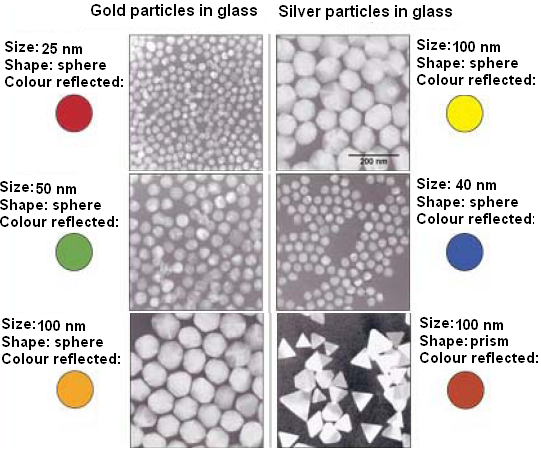 Gold particles in glass
Silver particles in glass
Size: 25 nm
Shape: sphere
Colour reflected:
Size: 100 nm
Shape: sphere
Colour reflected:
200 nm
Size: 50 nm
Shape: sphere
Colour reflected:
Size: 40 nm
Shape: sphere
Colour reflected:
Size: 100 nm
Shape: sphere
Colour reflected:
Size: 100 nm
Shape: prism
Colour reflected: